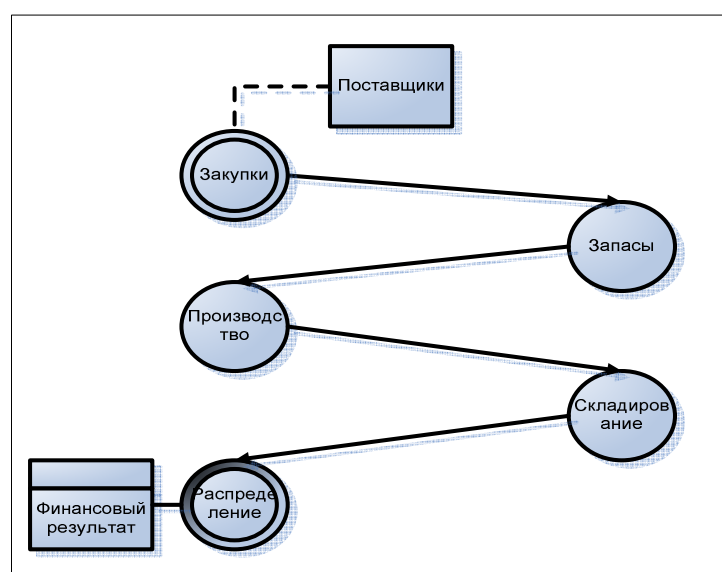 Поставщики
Закупки
Запасы
Производс
тво
Складиров
ание
Распреде
ление
Финансовый
результат